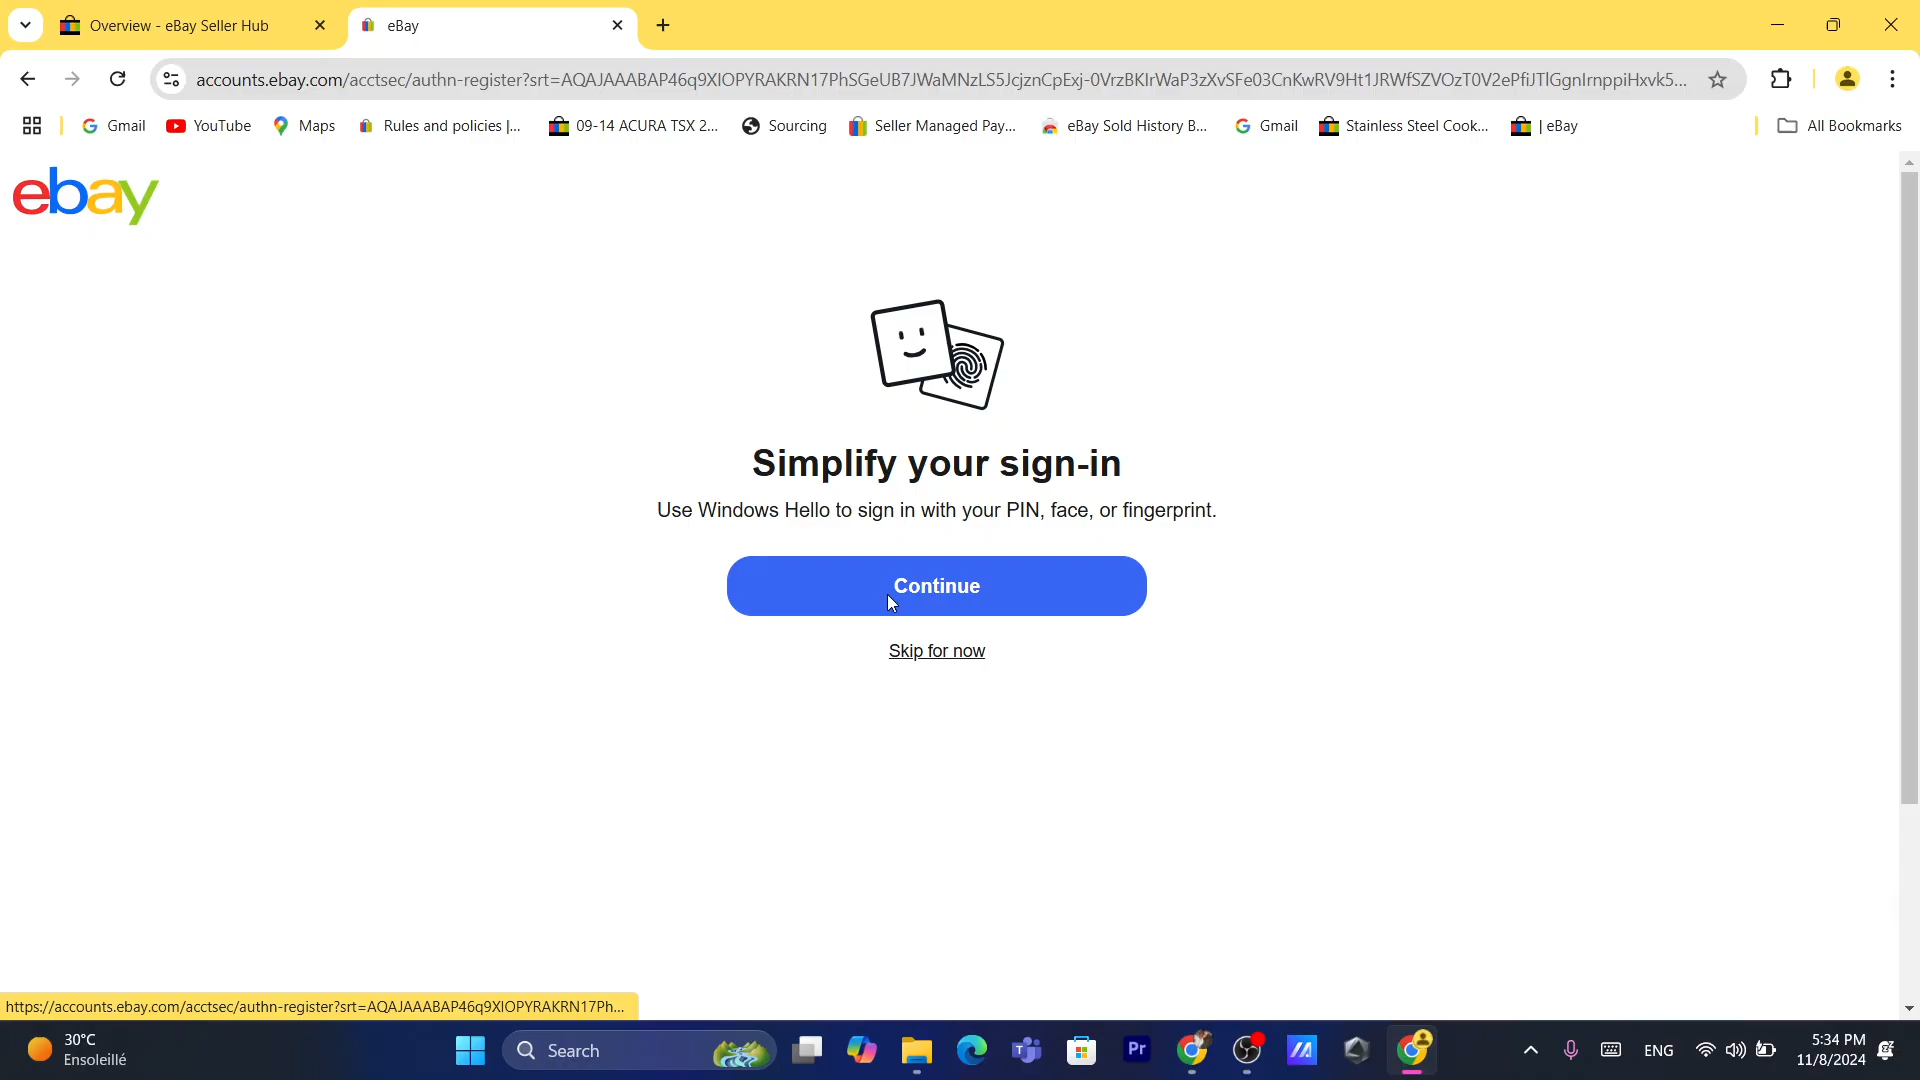 Overview - eBay Seller Hub
eBay
accounts.ebay.com/acctsec/authn-register?srt=AQAJAAABAP46q9XIOPYRAKRN17PhSGeUB7JWaMNzLS5JcjznCpExj-0VrzBKIrWaP3zXvSFe03CnKwRV9Ht1JRWfSZVOzT0V2ePfiJTlGgnIrnppiHxvk5...
Gmail
YouTube
Maps
Rules and policies |...
09-14 ACURA TSX 2...
Sourcing
Seller Managed Pay...
eBay Sold History B...
Gmail
Stainless Steel Cook...
| eBay
All Bookmarks
ebay
Simplify your sign-in
Use Windows Hello to sign in with your PIN, face, or fingerprint.
Continue
Skip for now
https://accounts.ebay.com/acctsec/authn-register?srt=AQAJAAABAP46q9XIOPYRAKRN17Ph...
30°C
Ensoleillé
Search
Pr
ENG
5:34 PM
11/8/2024